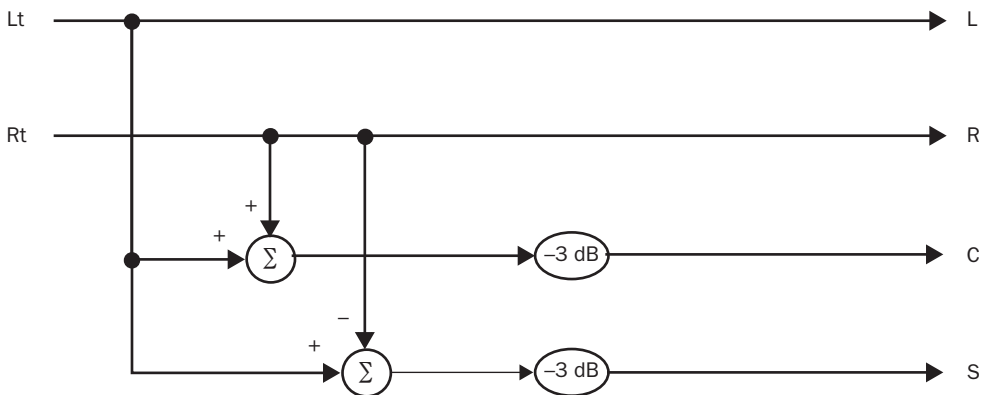 Lt L
Rt R
+
+
Σ –3 dB C
–
+
Σ –3 dB S